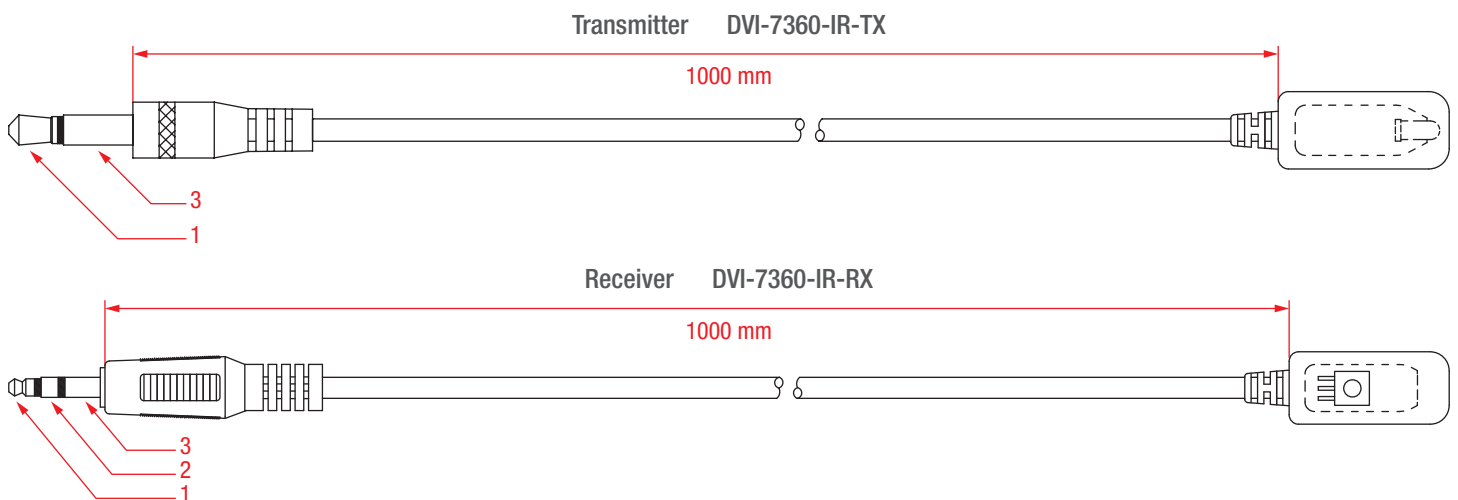 Transmitter DVI-7360-IR-TX
1000 mm
3
1
Receiver DVI-7360-IR-RX
1000 mm
3
2
1